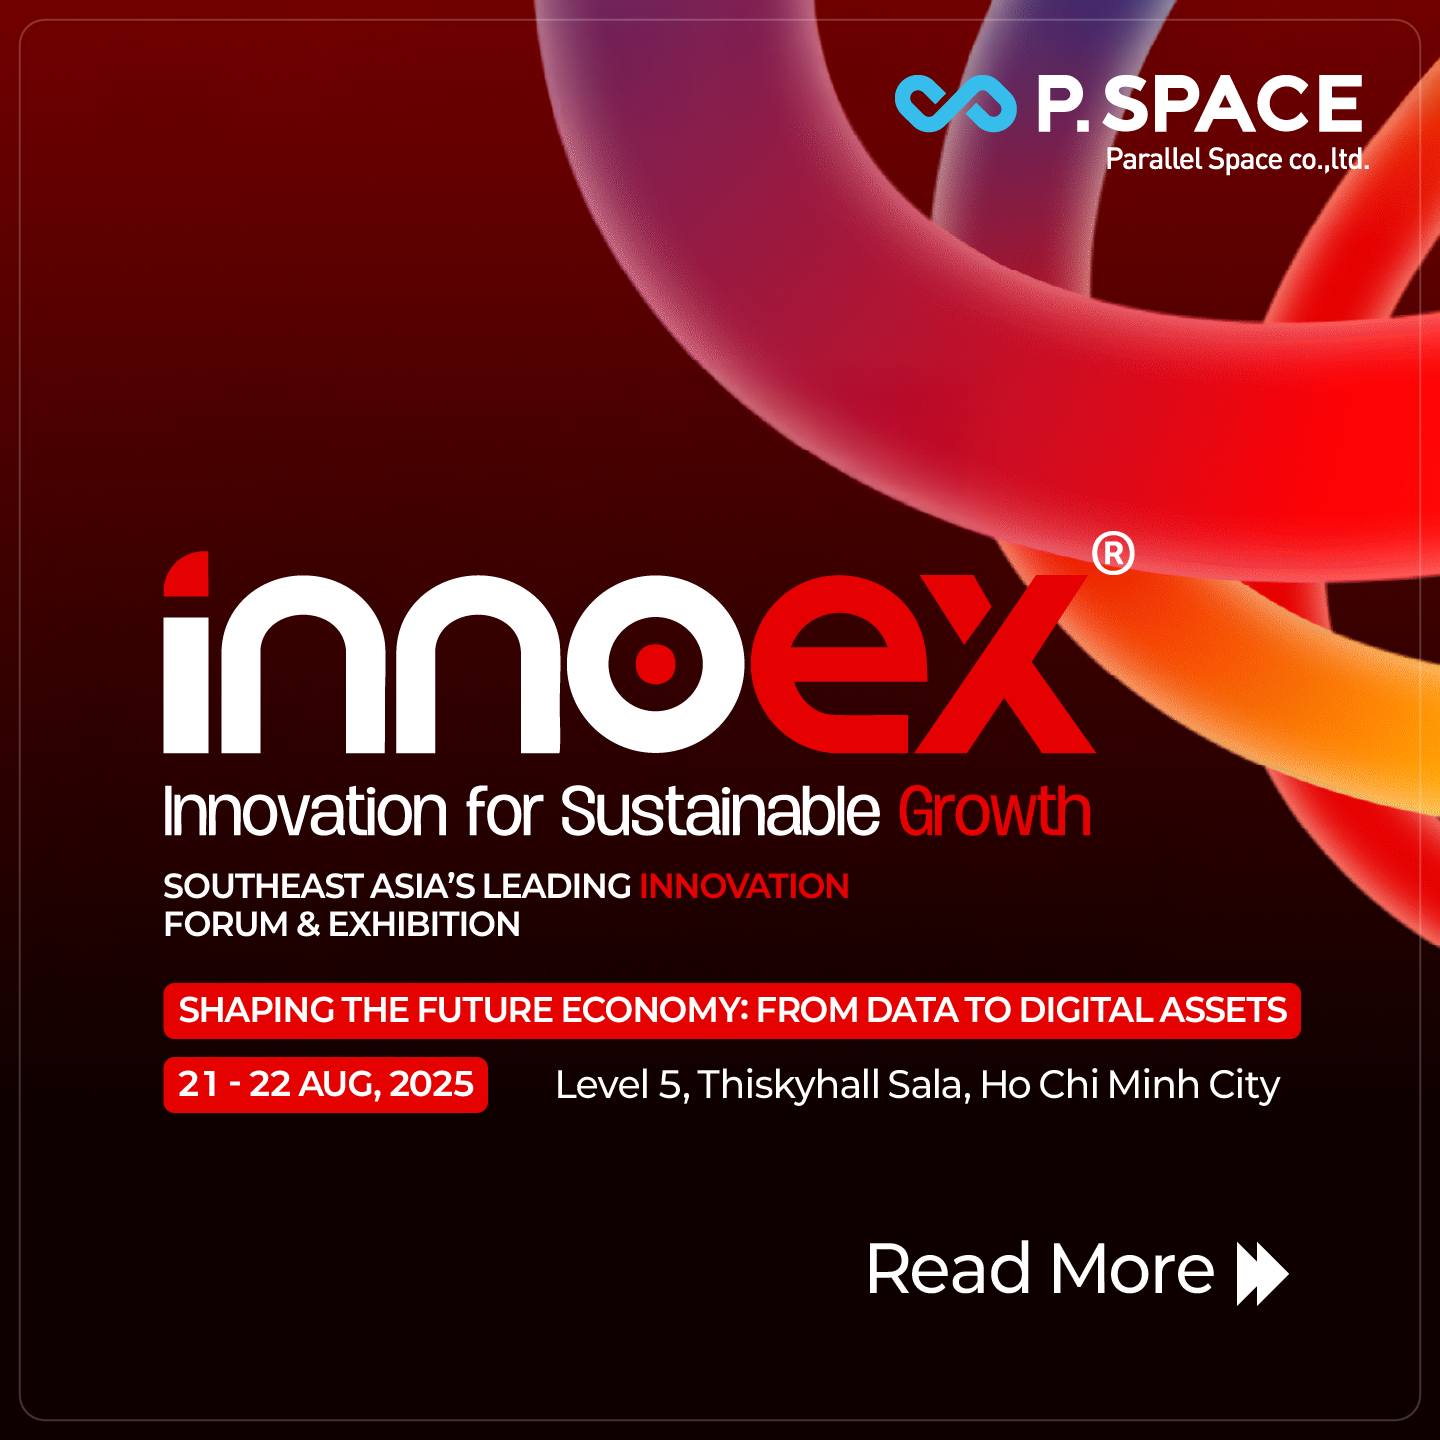 P.SPACE
Parallel Space co.,ltd.
innoex®
Innovation for Sustainable Growth
SOUTHEAST ASIA’S LEADING INNOVATION
FORUM & EXHIBITION
SHAPING THE FUTURE ECONOMY: FROM DATA TO DIGITAL ASSETS
21 - 22 AUG, 2025
Level 5, Thiskyhall Sala, Ho Chi Minh City
Read More